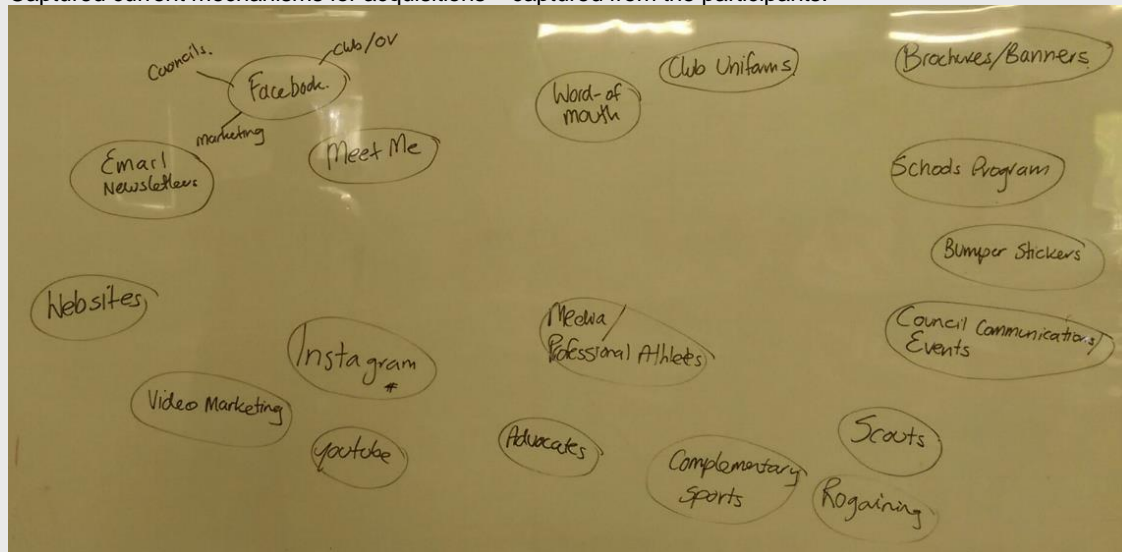 Captured current mechanisms for acquisitions – captured from the participants.
Councils.
Club/OV
Facebook.
marketing
Email
Newsletters
Meet Me
Word-of
mouth
Club Uniforms
Brochures/Banners
Schools Program
Bumper Stickers
Websites
Instagram
#
Media/
Professional Athletes
Council Communications/
Events
Video Marketing
Youtube
Advocates
Complementary
Sports
Scouts
Rogaining